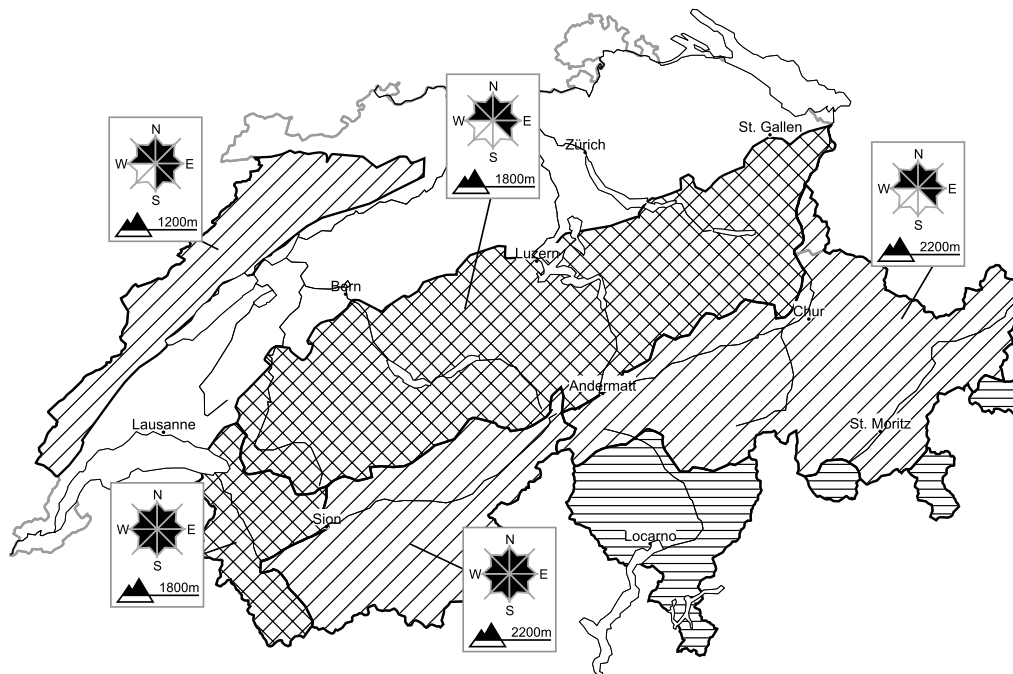 N
W E
S
1800m
N
W E
S
1200m
Zürich
St. Gallen
N
W E
S
2200m
Luzern
Bern
Chur
Andermatt
Lausanne
St. Moritz
N
W E
S
1800m
Sion
Locarno
N
W E
S
2200m